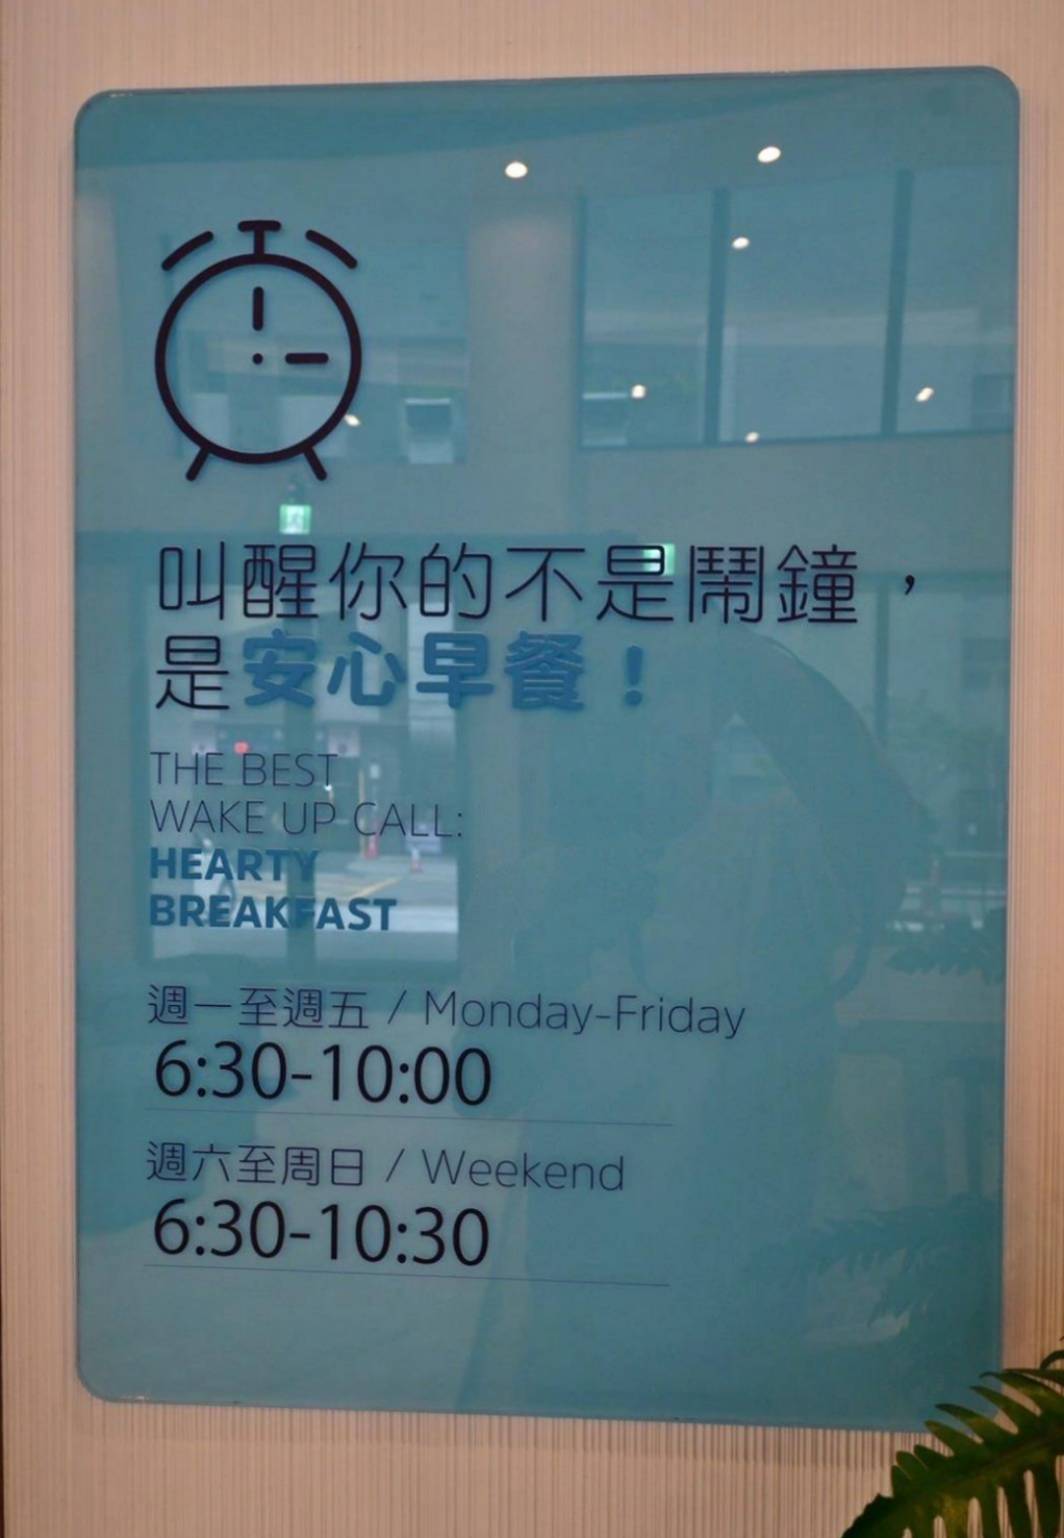 叫醒你的不是鬧鐘，
是安心早餐！
THE BEST
WAKE UP CALL:
HEARTY
BREAKFAST
週一至週五 / Monday-Friday
6:30-10:00
週六至周日 / Weekend
6:30-10:30